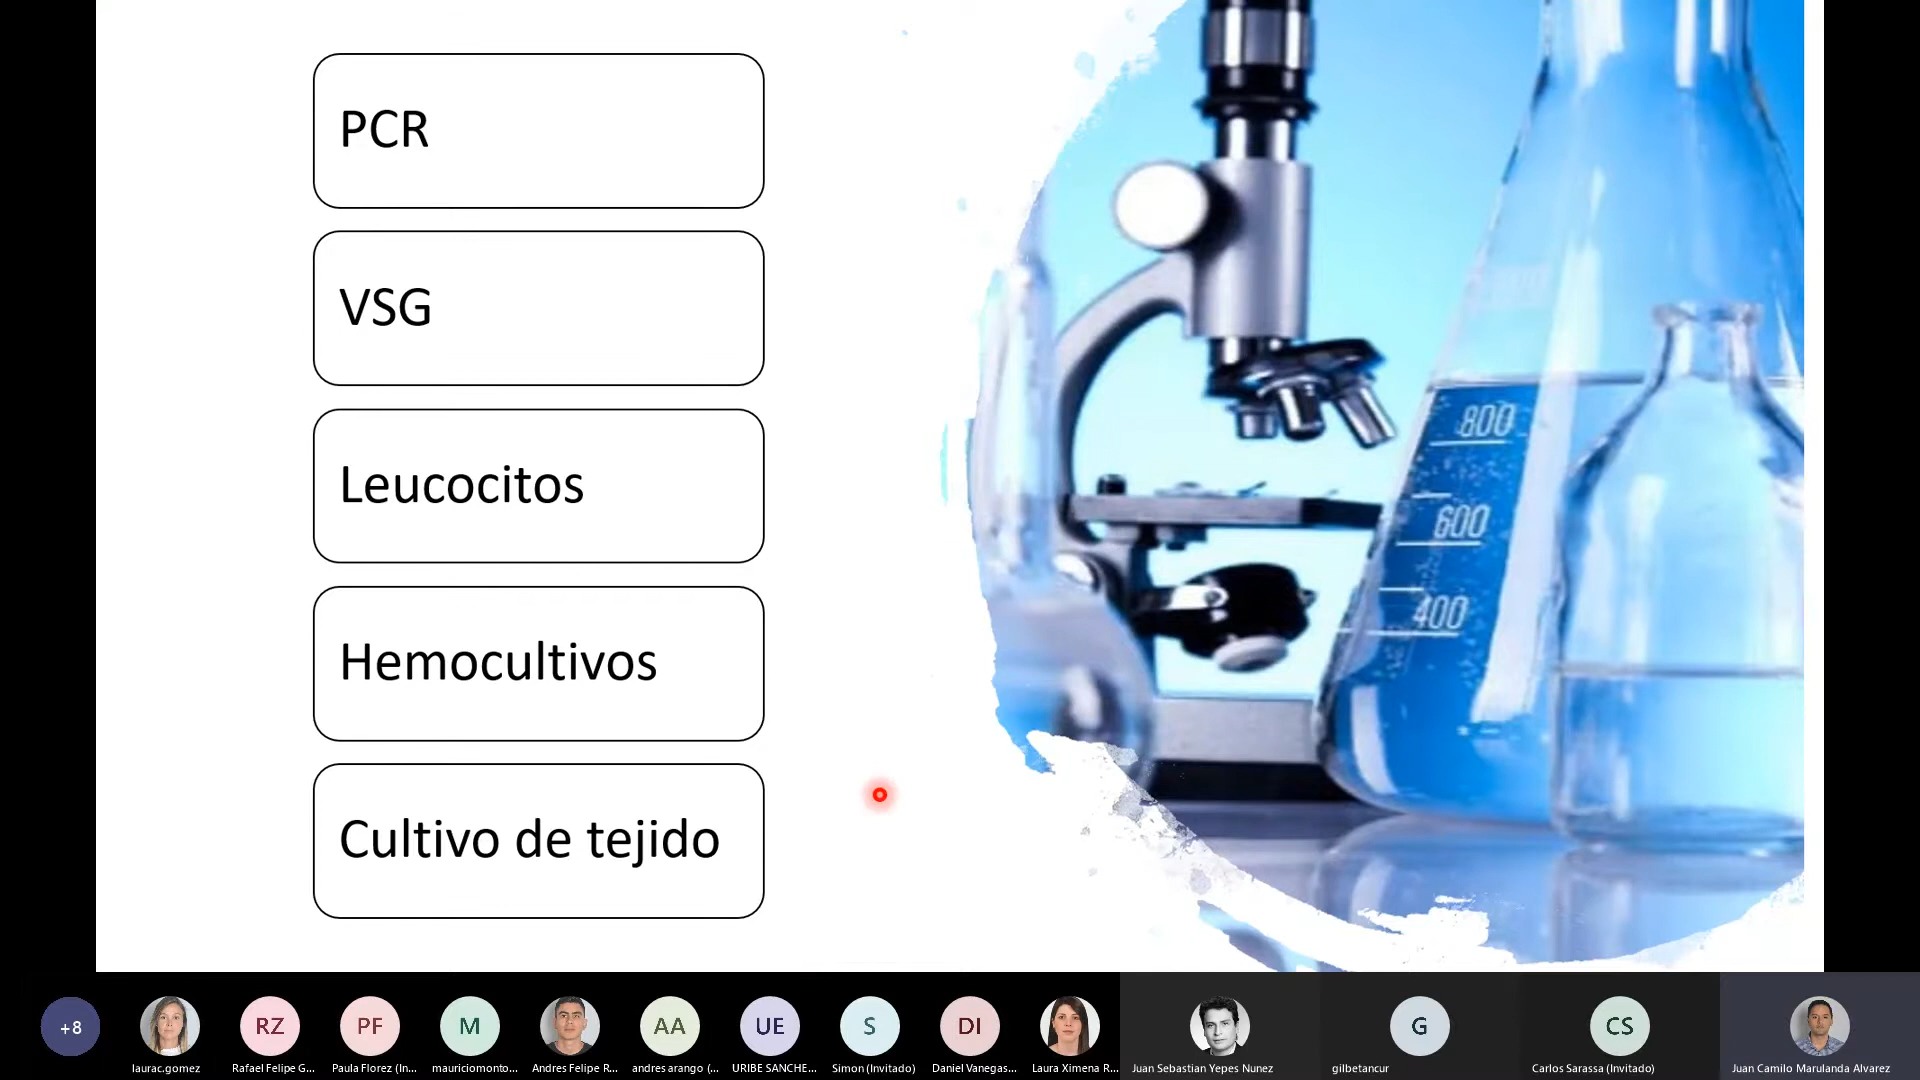 PCR
VSG
Leucocitos
Hemocultivos
Cultivo de tejido
800
600
400
+8
RZ
PF
M
AA
UE
S
DI
G
CS
laurac.gomez
Rafael Felipe G...
Paula Florez (In...
mauriciomonto...
Andres Felipe R...
andres arango (...
URIBE SANCHE...
Simon (Invitado)
Daniel Vanegas...
Laura Ximena R...
Juan Sebastian Yepes Nunez
gilbetancur
Carlos Sarassa (Invitado)
Juan Camilo Marulanda Alvarez